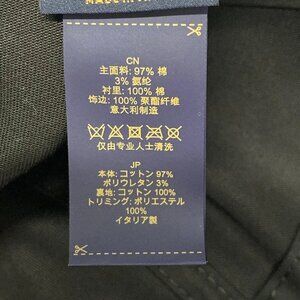 CN
主面料: 97% 棉
3% 氨纶
衬里: 100% 棉
饰边: 100% 聚酯纤维
意大利制造
仅由专业人士清洗
JP
本体: コットン 97%
ポリウレタン 3%
裏地: コットン 100%
トリミング: ポリエステル
100%
イタリア製